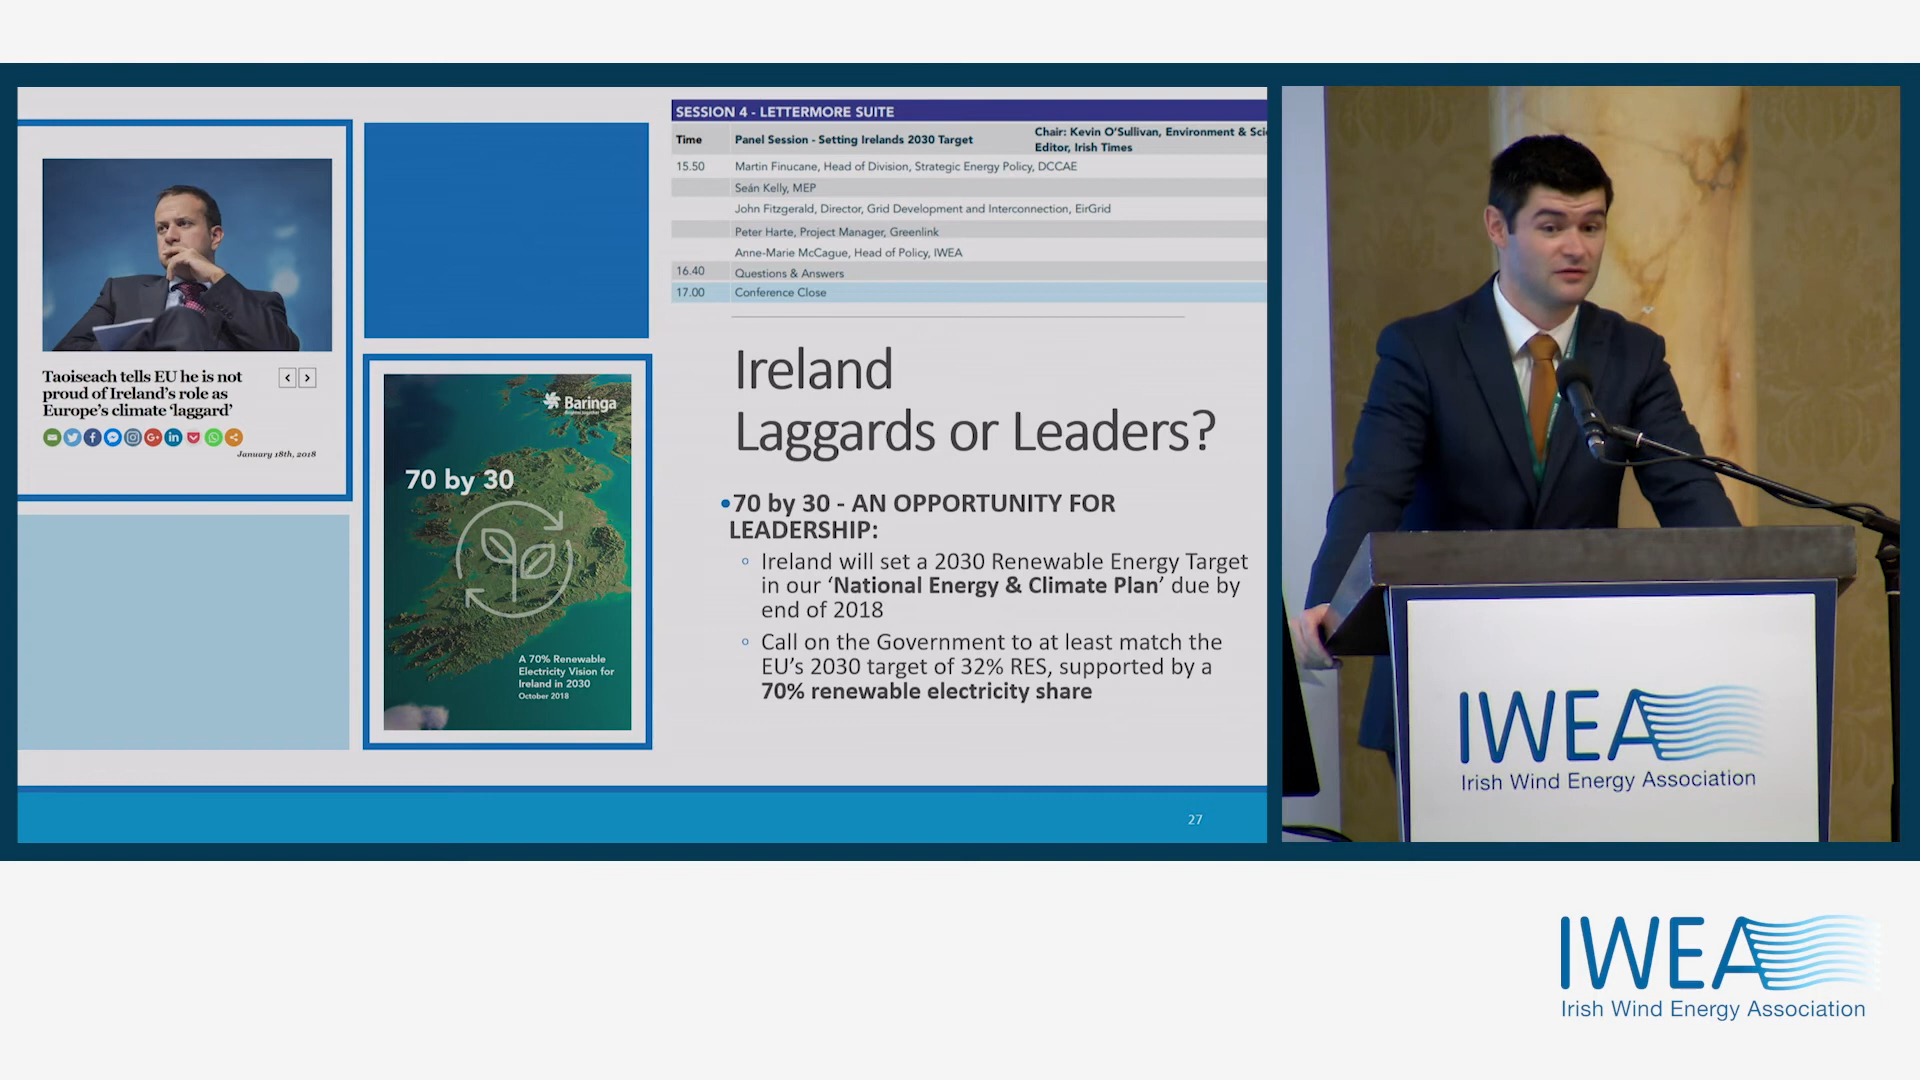 SESSION 4 - LETTERMORE SUITE
Time Panel Session - Setting Irelands 2030 Target
Chair: Kevin O'Sullivan, Environment & Sci
Editor, Irish Times
15.50 Martin Finucane, Head of Division, Strategic Energy Policy, DCCAE
Seán Kelly, MEP
John Fitzgerald, Director, Grid Development and Interconnection, EirGrid
Peter Harte, Project Manager, Greenlink
Anne-Marie McCague, Head of Policy, IWEA
16.40 Questions & Answers
17.00 Conference Close
Taoiseach tells EU he is not
proud of Ireland's role as
Europe's climate 'laggard'
January 18th, 2018
Baringa
70 by 30
A 70% Renewable
Electricity Vision for
Ireland in 2030
October 2018
Ireland
Laggards or Leaders?
•70 by 30 - AN OPPORTUNITY FOR
LEADERSHIP:
◦ Ireland will set a 2030 Renewable Energy Target
in our ‘National Energy & Climate Plan’ due by
end of 2018
◦ Call on the Government to at least match the
EU’s 2030 target of 32% RES, supported by a
70% renewable electricity share
27
IWEA
Irish Wind Energy Association
IWEA
Irish Wind Energy Association